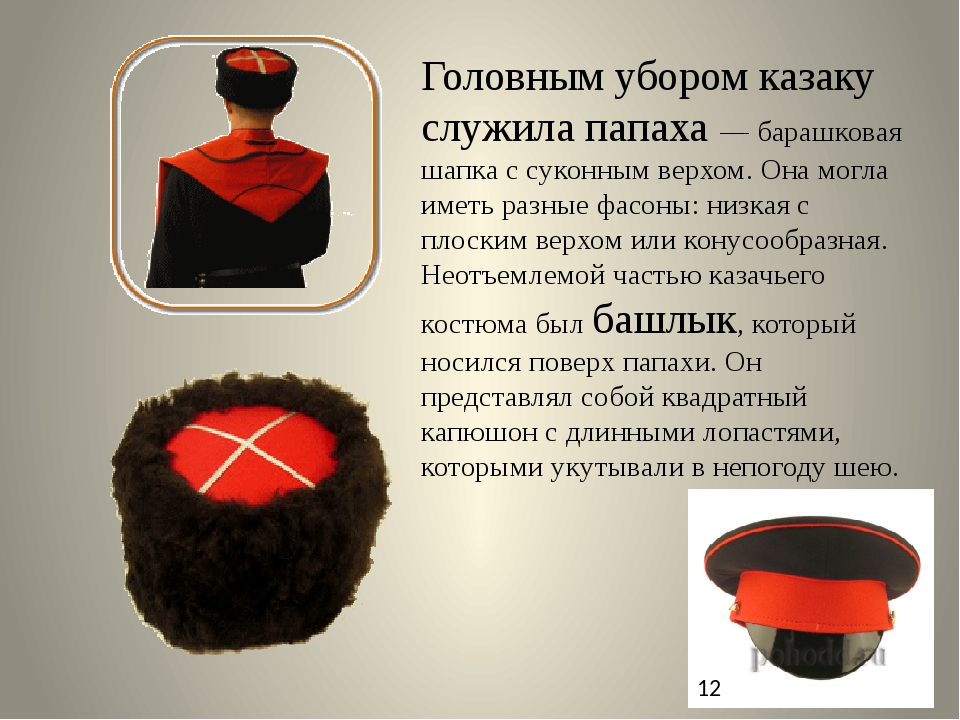 Головным убором казаку
служила папаха — барашковая
шапка с суконным верхом. Она могла
иметь разные фасоны: низкая с
плоским верхом или конусообразная.
Неотъемлемой частью казачьего
костюма был башлык, который
носился поверх папахи. Он
представлял собой квадратный
капюшон с длинными лопастями,
которыми укутывали в непогоду шею.
pohodd.ru
12